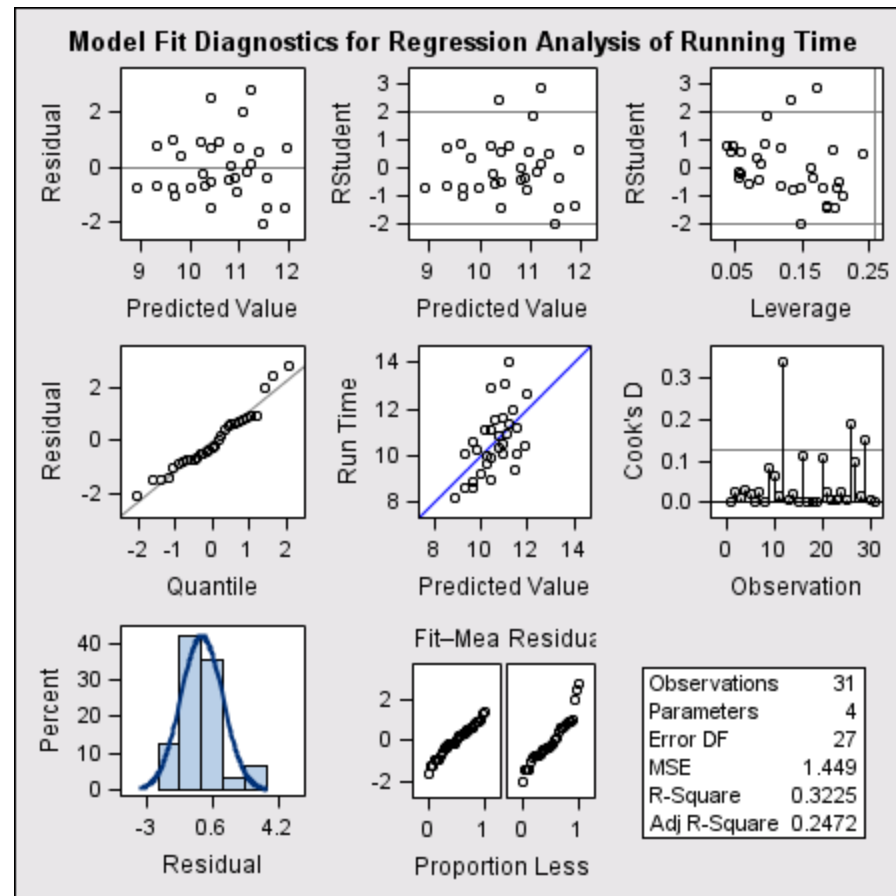 Model Fit Diagnostics for Regression Analysis of Running Time
Residual
2
0
-2
9 10 11 12
Predicted Value
RStudent
3
2
1
0
-1
-2
9 10 11 12
Predicted Value
RStudent
3
2
1
0
-1
-2
0.05 0.15 0.25
Leverage
Residual
2
0
-2
-2 -1 0 1 2
Quantile
Run Time
14
12
10
8
8 10 12 14
Predicted Value
Cook's D
0.3
0.2
0.1
0.0
0 10 20 30
Observation
Percent
40
30
20
10
0
-3 0.6 4.2
Residual
Fit–Mea Residua
2
0
-2
0 1 0 1
Proportion Less
Observations 31
Parameters 4
Error DF 27
MSE 1.449
R-Square 0.3225
Adj R-Square 0.2472